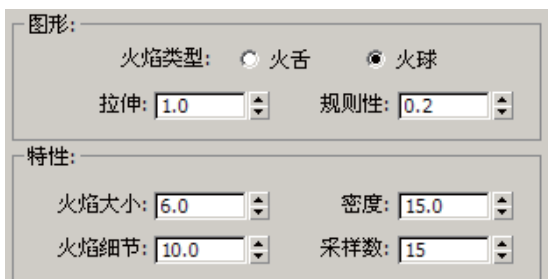 图形:
火焰类型: 火舌 火球
拉伸: 1.0 规则性: 0.2
特性:
火焰大小: 6.0 密度: 15.0
火焰细节: 10.0 采样数: 15